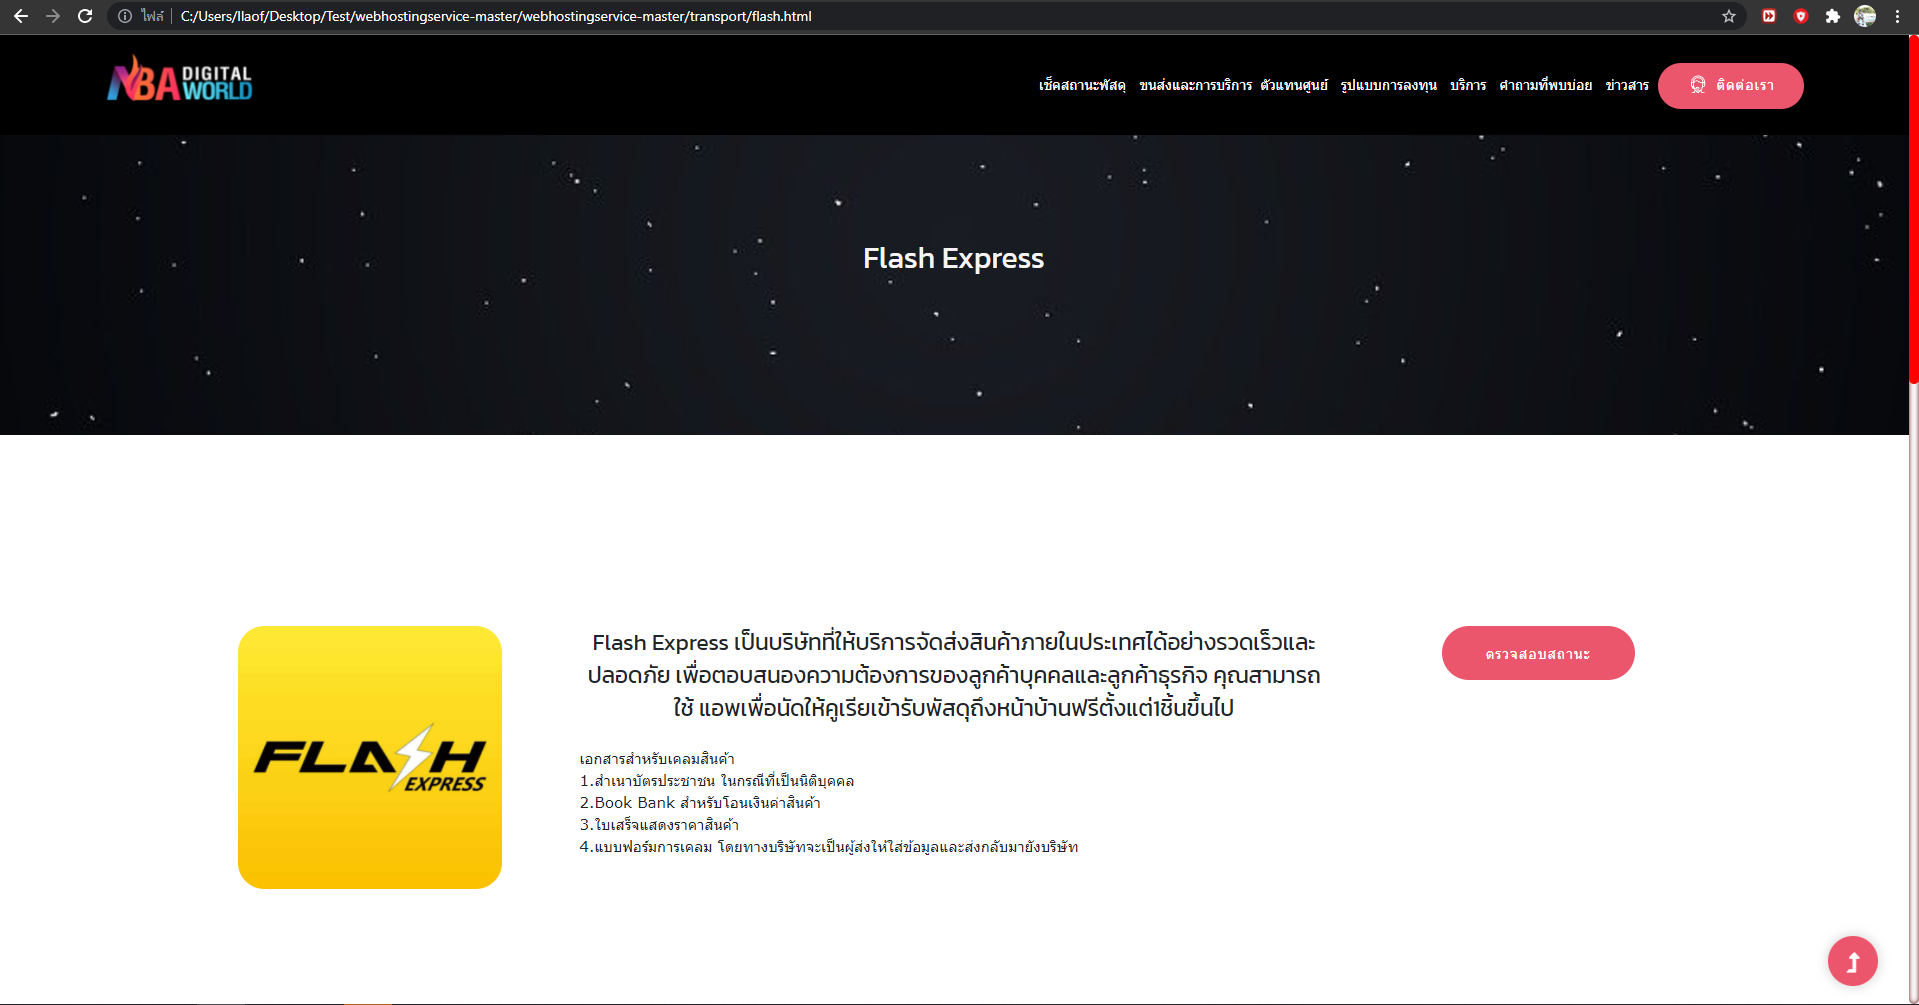 ไฟล์ C:/Users/llaof/Desktop/Test/webhostingservice-master/webhostingservice-master/transport/flash.html
NBA DIGITAL WORLD
เช็คสถานะพัสดุ ขนส่งและการบริการ ตัวแทนศูนย์ รูปแบบการลงทุน บริการ คำถามที่พบบ่อย ข่าวสาร ติดต่อเรา
Flash Express
Flash Express เป็นบริษัทที่ให้บริการจัดส่งสินค้าภายในประเทศได้อย่างรวดเร็วและ
ปลอดภัย เพื่อตอบสนองความต้องการของลูกค้าบุคคลและลูกค้าธุรกิจ คุณสามารถ
ใช้ แอพเพื่อนัดให้คูเรียเข้ารับพัสดุถึงหน้าบ้านฟรีตั้งแต่1ชิ้นขึ้นไป
ตรวจสอบสถานะ
FLASH
EXPRESS
เอกสารสำหรับเคลมสินค้า
1.สำเนาบัตรประชาชน ในกรณีที่เป็นนิติบุคคล
2.Book Bank สำหรับโอนเงินค่าสินค้า
3.ใบเสร็จแสดงราคาสินค้า
4.แบบฟอร์มการเคลม โดยทางบริษัทจะเป็นผู้ส่งให้ใส่ข้อมูลและส่งกลับมายังบริษัท